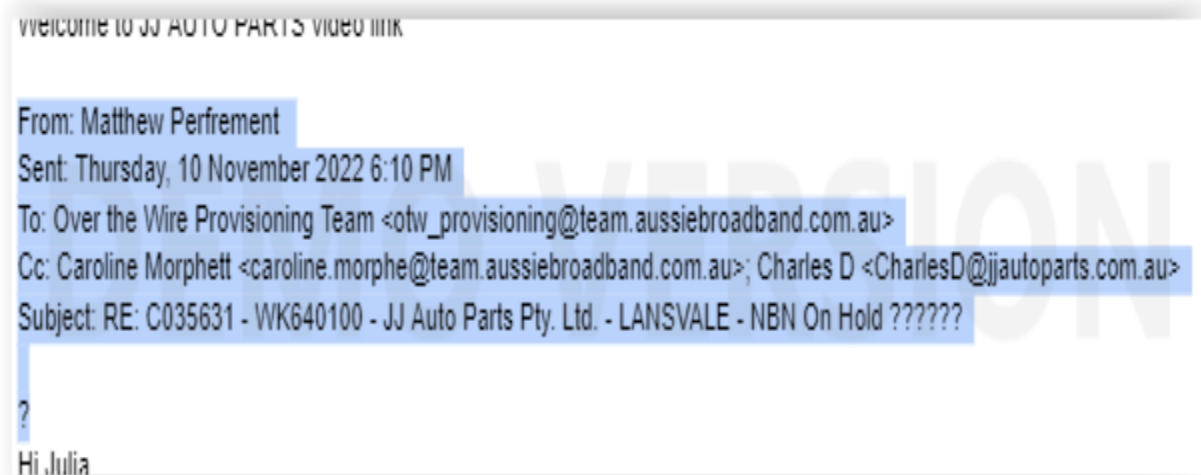 Welcome to JJ AUTO PARTS video link
From: Matthew Perfrement
Sent: Thursday, 10 November 2022 6:10 PM
To: Over the Wire Provisioning Team <otw_provisioning@team.aussiebroadband.com.au>
Cc: Caroline Morphett <caroline.morphe@team.aussiebroadband.com.au>; Charles D <CharlesD@jjautoparts.com.au>
Subject: RE: C035631 - WK640100 - JJ Auto Parts Pty. Ltd. - LANSVALE - NBN On Hold ??????
?
Hi Julia
DEMO VERSION